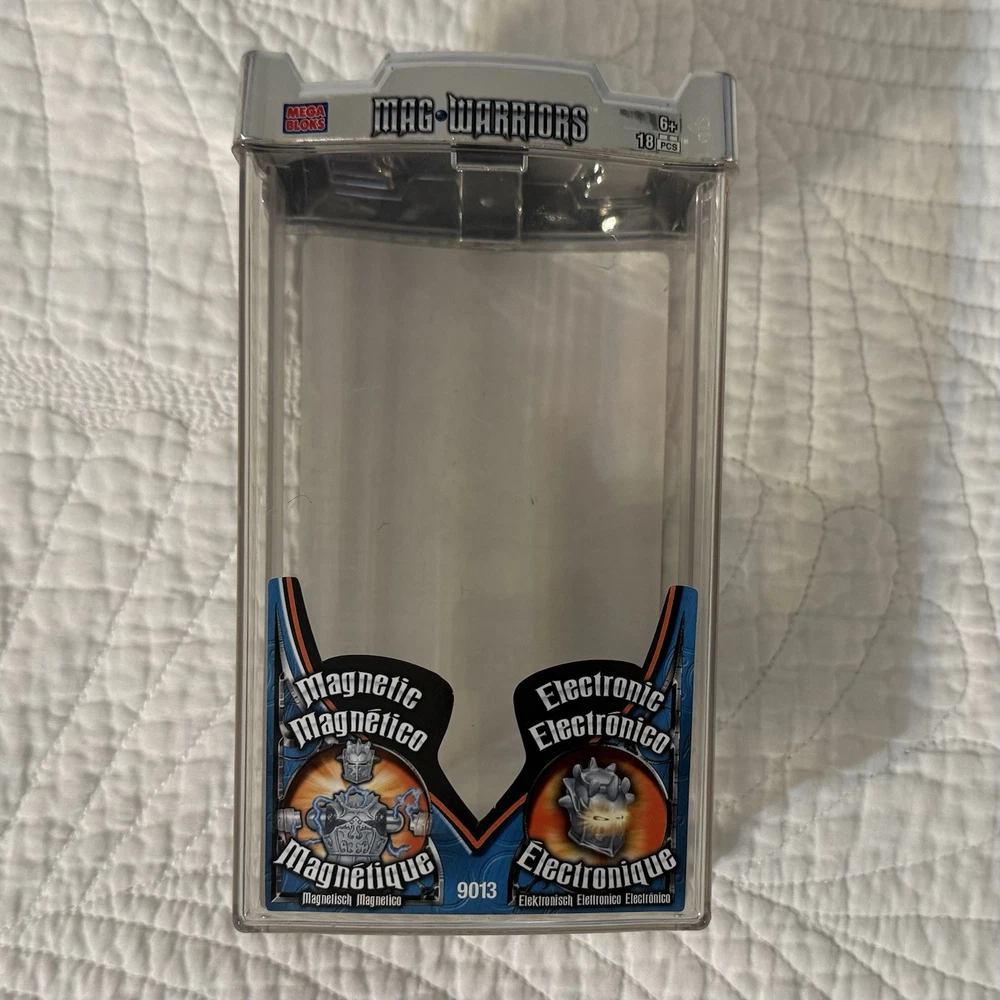 MEGA
BLOKS
MAG·WARRIORS
6+
18 PCS
Magnetic
Magnético
Magnétique
Magnetisch Magnetico
9013
Electronic
Electrónico
Électronique
Elektronisch Elettronico Electrónico